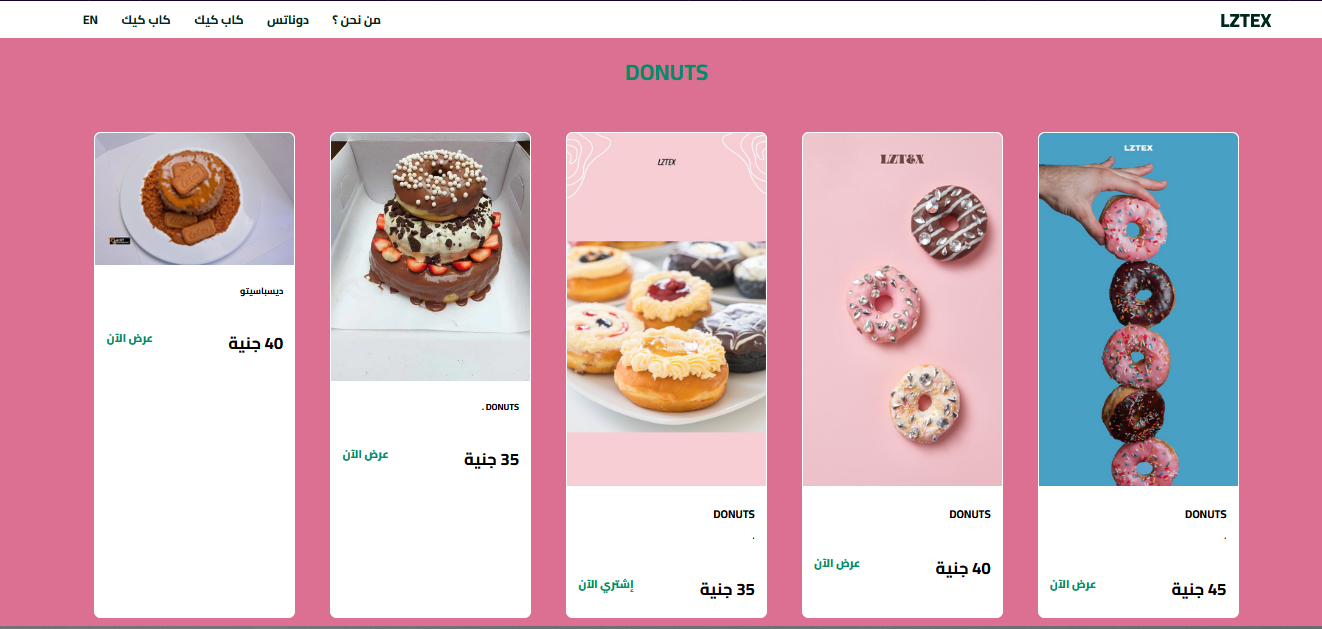 LZTEX
من نحن ؟ دوناتس كاب كيك كاب كيك EN
DONUTS
LZTEX
DONUTS
.
45 جنية
عرض الآن
LZTEX
DONUTS
40 جنية
عرض الآن
LZTEX
DONUTS
.
35 جنية
إشتري الآن
DONUTS .
35 جنية
عرض الآن
ديسباسيتو
40 جنية
عرض الآن